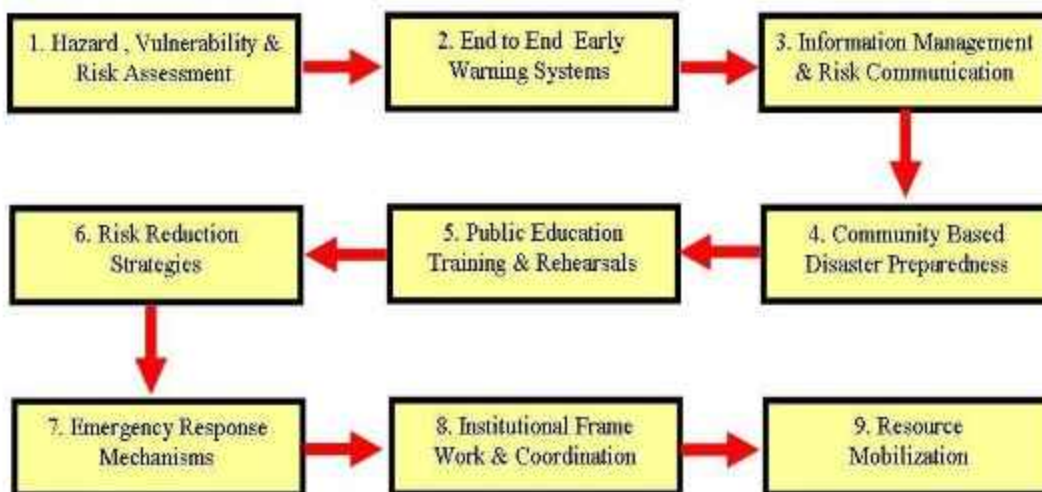 1. Hazard , Vulnerability &
Risk Assessment
2. End to End Early
Warning Systems
3. Information Management
& Risk Communication
4. Community Based
Disaster Preparedness
5. Public Education
Training & Rehearsals
6. Risk Reduction
Strategies
7. Emergency Response
Mechanisms
8. Institutional Frame
Work & Coordination
9. Resource
Mobilization